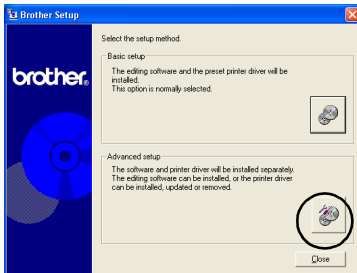 Brother Setup
Select the setup method.
brother®
Basic setup
The editing software and the preset printer driver will be
installed.
This option is normally selected.
Advanced setup
The software and printer driver will be installed separately.
The editing software can be installed, or the printer driver
can be installed, updated or removed.
Close